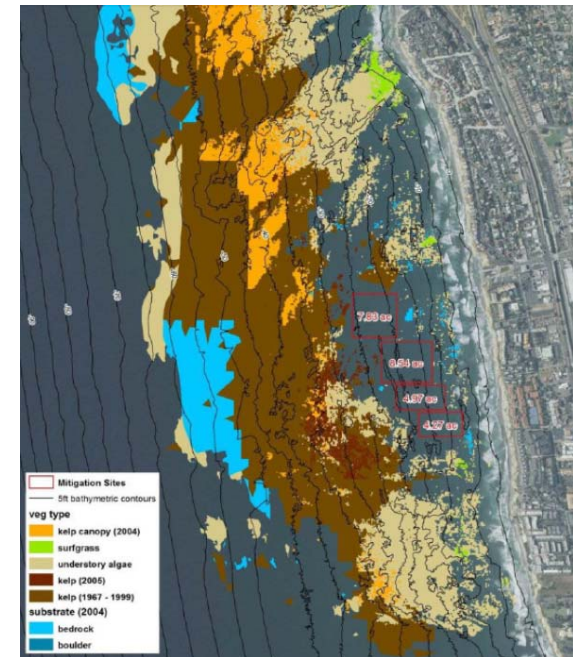 7.83 ac
8.54 ac
4.97 ac
4.27 ac
Mitigation Sites
5ft bathymetric contours
veg type
kelp canopy (2004)
surfgrass
understory algae
kelp (2005)
kelp (1967 - 1999)
substrate (2004)
bedrock
boulder